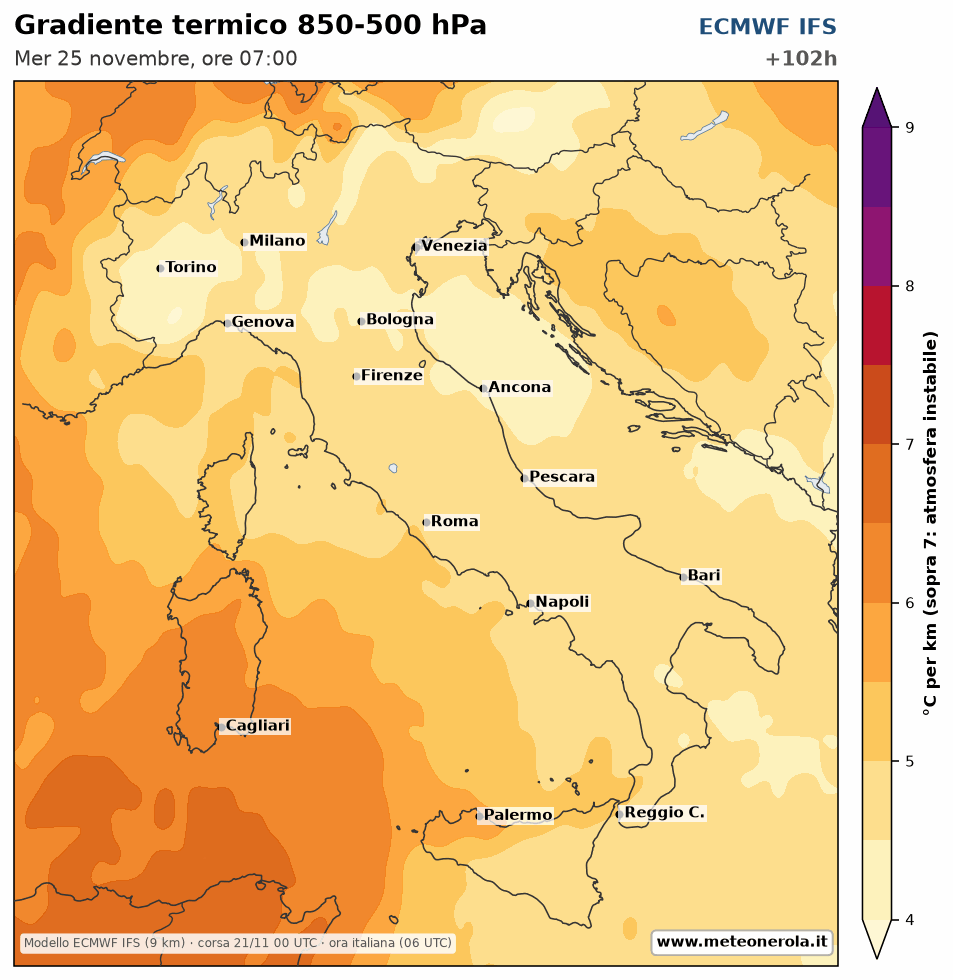 Gradiente termico 850-500 hPa
ECMWF IFS
Mer 25 novembre, ore 07:00
+102h
Milano
Venezia
Torino
Genova
Bologna
Firenze
Ancona
Pescara
Roma
Bari
Napoli
Cagliari
Palermo
Reggio C.
9
8
7
6
5
4
°C per km (sopra 7: atmosfera instabile)
Modello ECMWF IFS (9 km) · corsa 21/11 00 UTC · ora italiana (06 UTC)
www.meteonerola.it